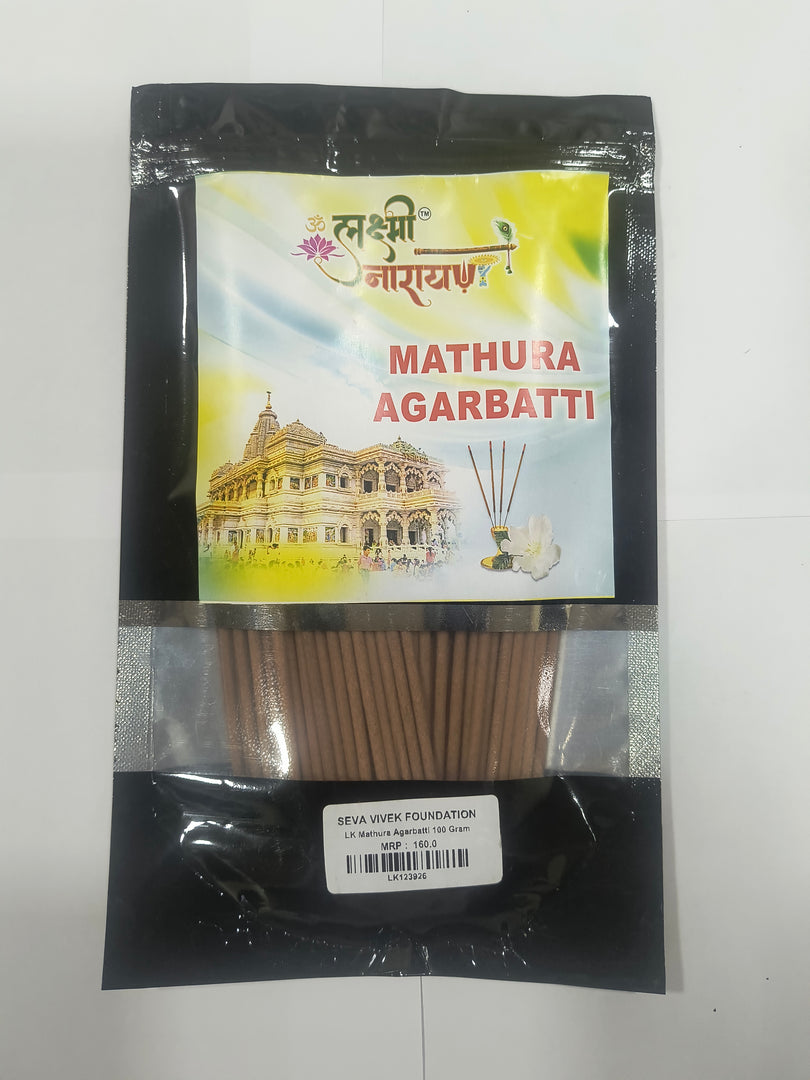 ॐ
लक्ष्मी TM
नारायण
MATHURA
AGARBATTI
SEVA VIVEK FOUNDATION
LK Mathura Agarbatti 100 Gram
MRP : 160.0
LK123926